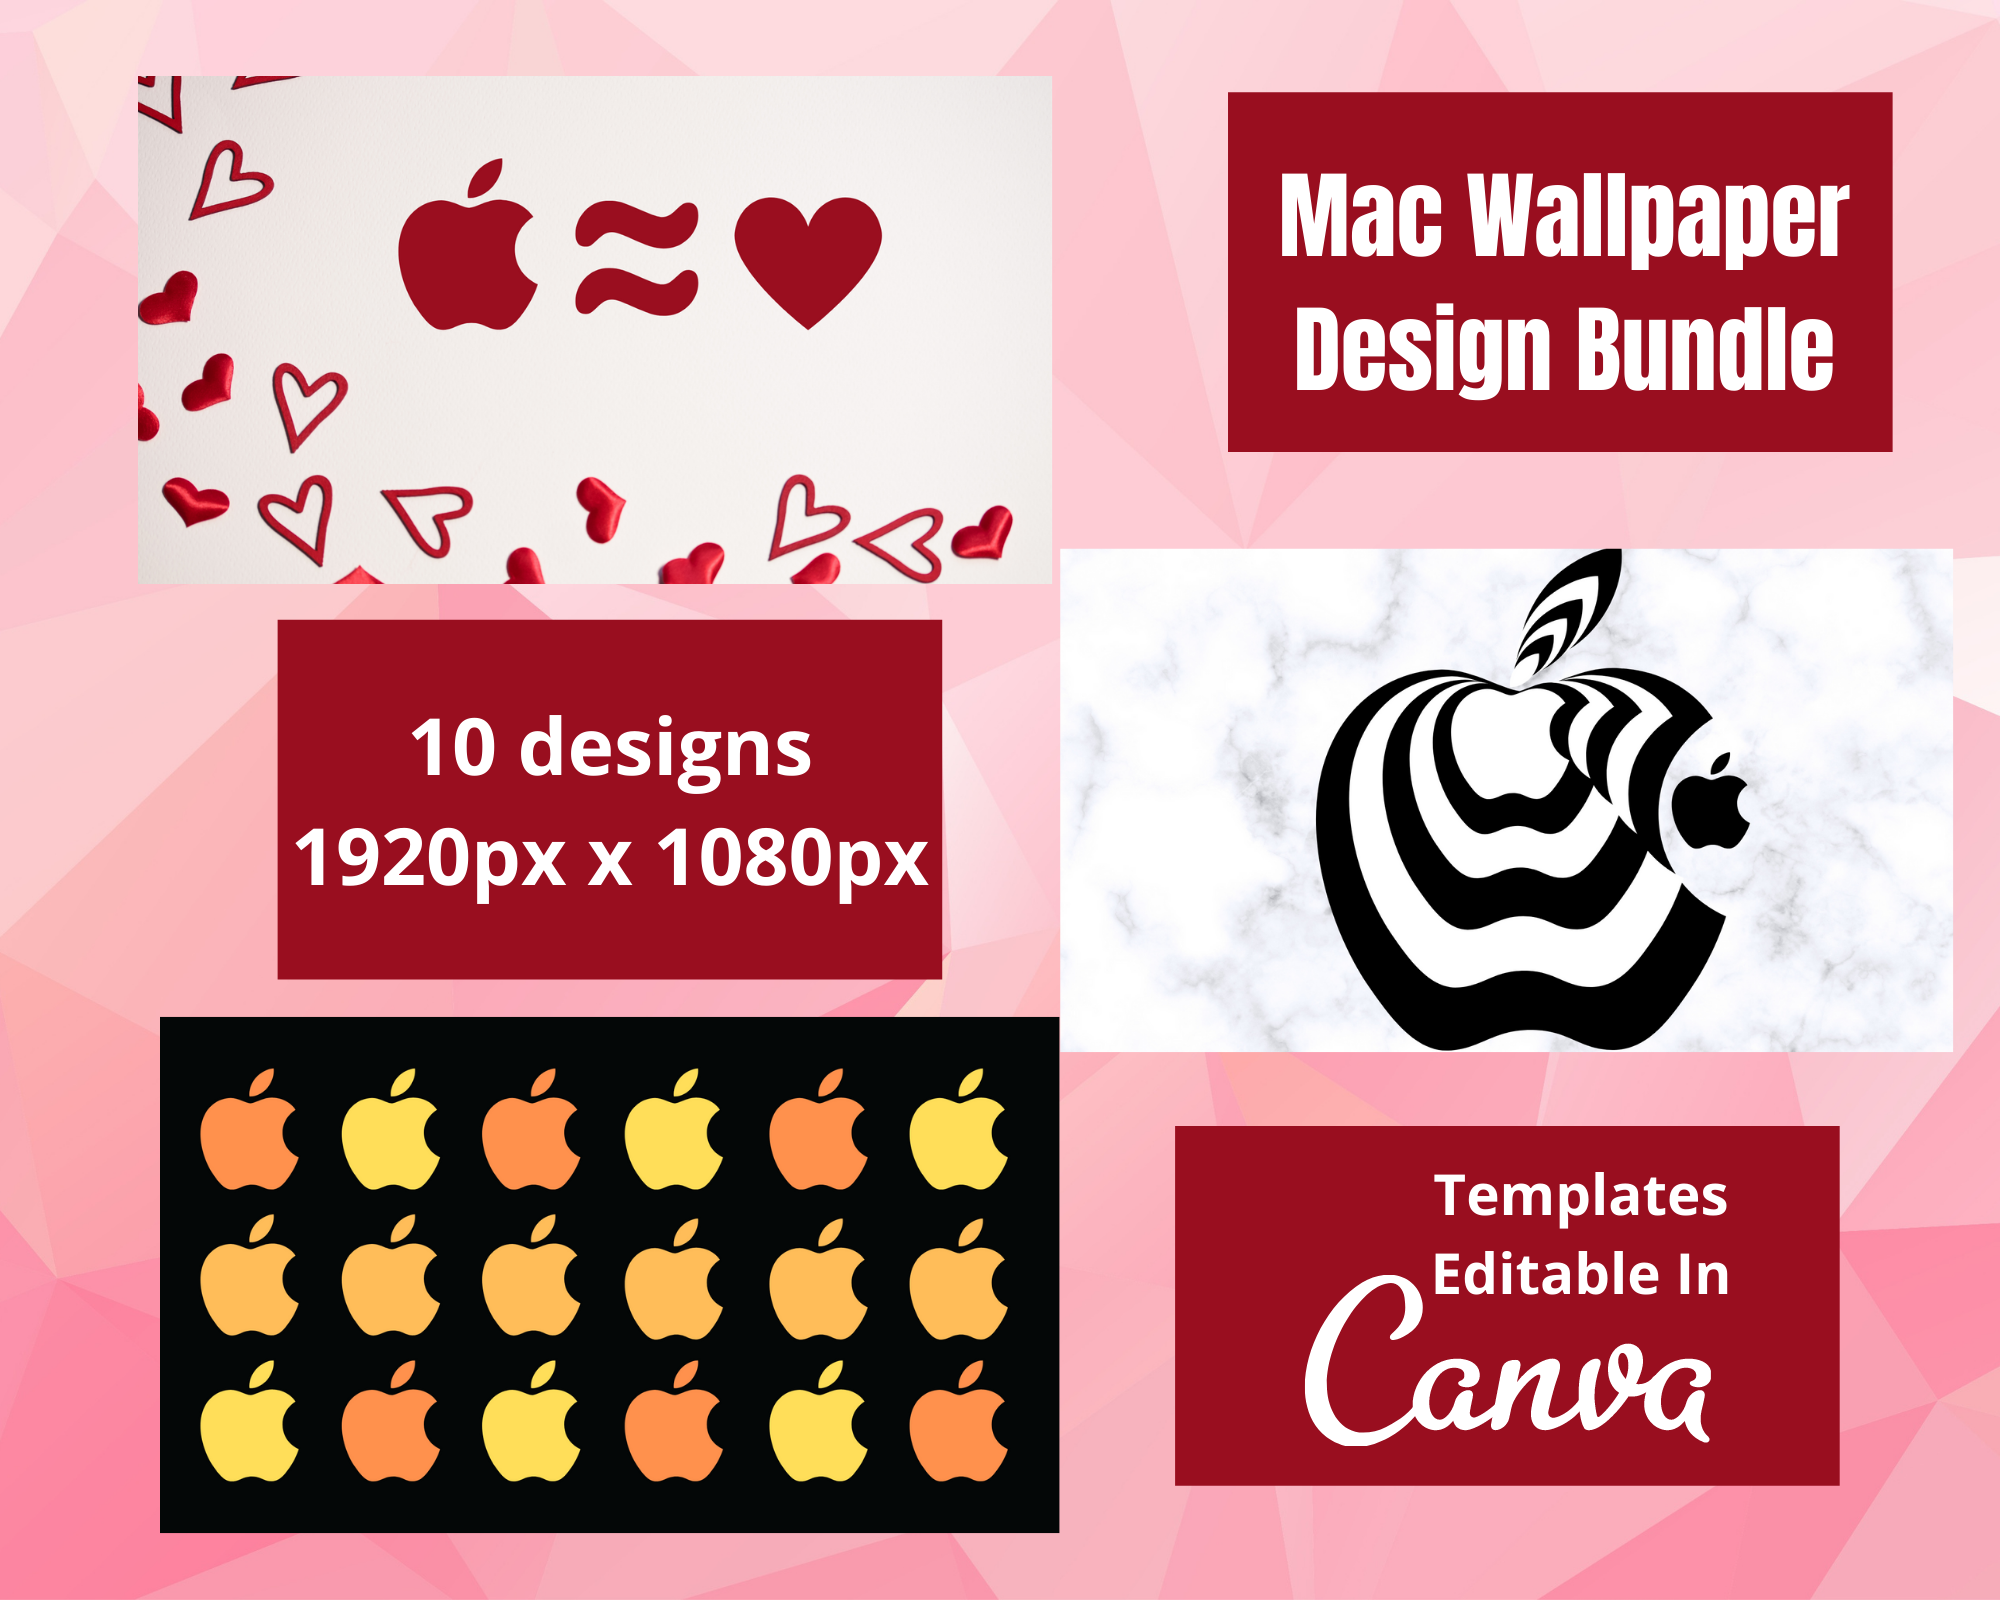 Mac Wallpaper
Design Bundle
10 designs
1920px x 1080px
Templates
Editable In
Canva